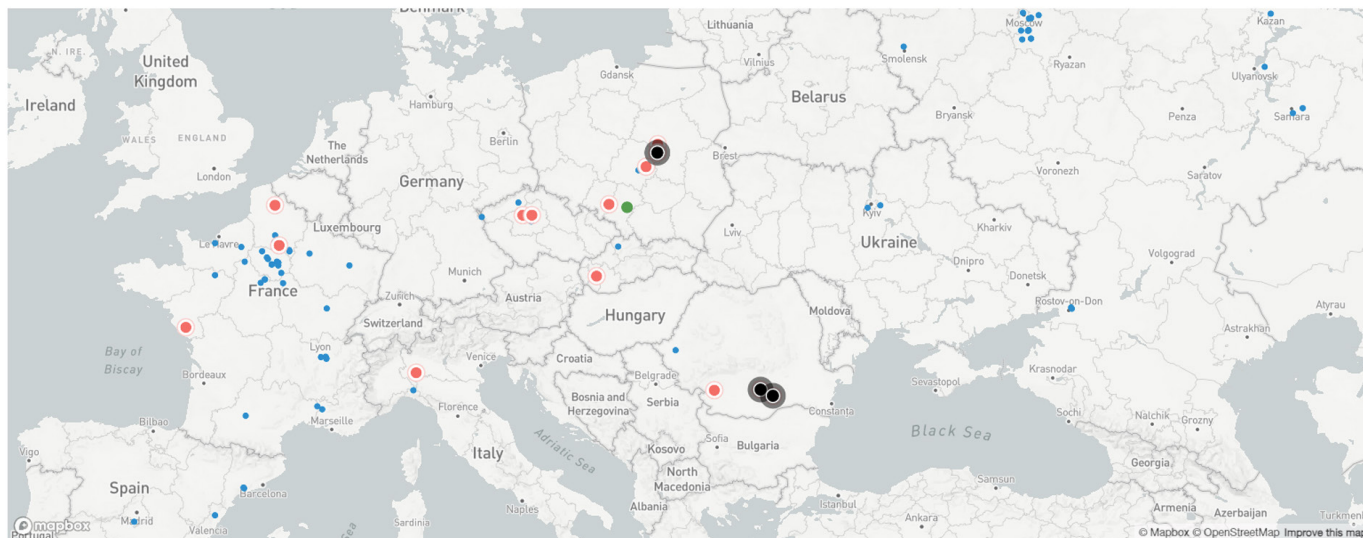 Denmark
Lithuania
Moscow
Kazan
N. IRE.
United
Kingdom
Vilnius
Smolensk
Ryazan
Ulyanovsk
Gdansk
Ireland
Hamburg
Belarus
Bryansk
Penza
Samara
WALES
ENGLAND
The
Netherlands
Berlin
Brest
Voronezh
Saratov
London
Germany
Kyiv
Luxembourg
Lviv
Kharkiv
Le Havre
Ukraine
Volgograd
Munich
Dnipro
Donetsk
France
Zurich
Austria
Rostov-on-Don
Atyrau
Switzerland
Hungary
Moldova
Astrakhan
Bay of
Biscay
Lyon
Venice
Croatia
Bordeaux
Belgrade
Krasnodar
Sevastopol
Bosnia and
Herzegovina
Serbia
Constanța
Florence
Sochi
Nalchik
Grozny
Bilbao
Marseille
Adriatic Sea
Sofia
Bulgaria
Black Sea
Vigo
Italy
Kosovo
Georgia
North
Macedonia
Spain
Barcelona
Samsun
Naples
Albania
Istanbul
Armenia
Azerbaijan
mapbox
Madrid
Valencia
Sardinia
Ankara
Turkmen
Portugal
Sea
© Mapbox © OpenStreetMap Improve this map